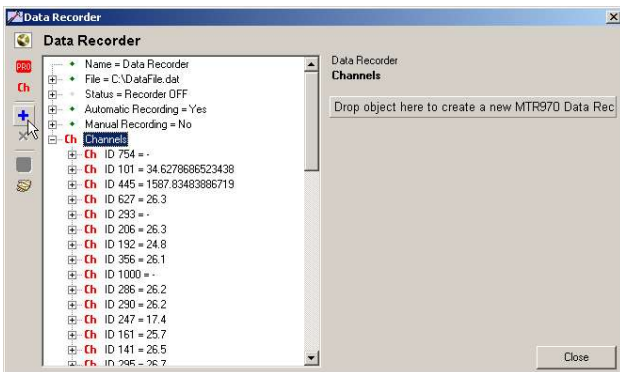 Data Recorder
Data Recorder
PRO
Ch
Name = Data Recorder
File = C:\DataFile.dat
Status = Recorder OFF
Automatic Recording = Yes
Manual Recording = No
Ch Channels
Ch ID 754 = -
Ch ID 101 = 34.6278686523438
Ch ID 445 = 1587.83483886719
Ch ID 627 = 26.3
Ch ID 293 = -
Ch ID 206 = 26.3
Ch ID 192 = 24.8
Ch ID 356 = 26.1
Ch ID 1000 = -
Ch ID 286 = 26.2
Ch ID 290 = 26.2
Ch ID 247 = 17.4
Ch ID 161 = 25.7
Ch ID 141 = 26.5
Ch ID 295 = 26.7
Data Recorder
Channels
Drop object here to create a new MTR970 Data Rec
Close